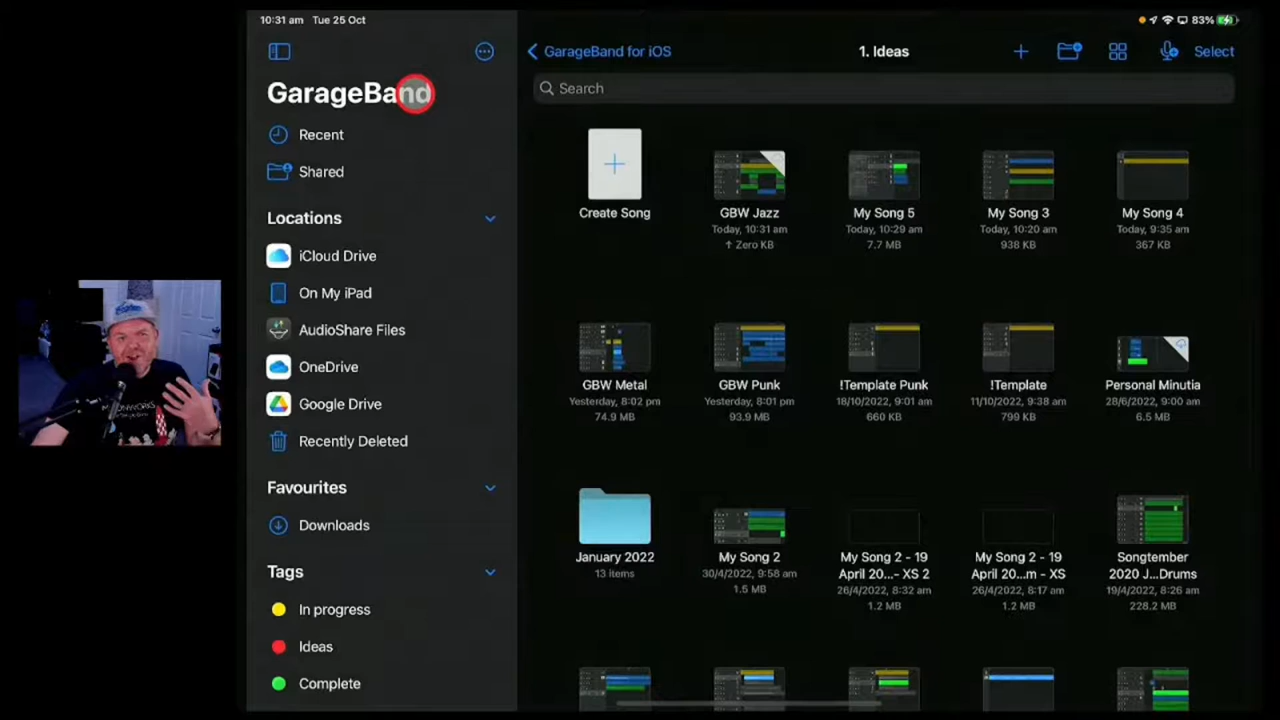 10:31 am Tue 25 Oct
83%
GarageBand
Recent
Shared
Locations
iCloud Drive
On My iPad
AudioShare Files
OneDrive
Google Drive
Recently Deleted
Favourites
Downloads
Tags
In progress
Ideas
Complete
GarageBand for iOS
1. Ideas
Select
Search
Create Song
GBW Jazz
Today, 10:31 am
↑ Zero KB
My Song 5
Today, 10:29 am
7.7 MB
My Song 3
Today, 10:20 am
938 KB
My Song 4
Today, 9:35 am
367 KB
GBW Metal
Yesterday, 8:02 pm
74.9 MB
GBW Punk
Yesterday, 8:01 pm
93.9 MB
!Template Punk
18/10/2022, 9:01 am
660 KB
!Template
11/10/2022, 9:38 am
799 KB
Personal Minutia
28/6/2022, 9:00 am
6.5 MB
January 2022
13 items
My Song 2
30/4/2022, 9:58 am
1.5 MB
My Song 2 - 19
April 20...- XS 2
26/4/2022, 8:32 am
1.2 MB
My Song 2 - 19
April 20...m - XS
26/4/2022, 8:17 am
1.2 MB
Songtember
2020 J...Drums
19/4/2022, 8:26 am
228.2 MB